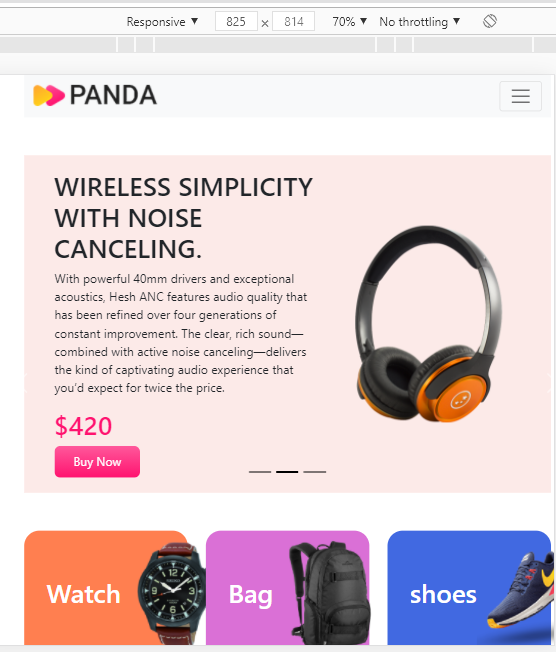 Responsive ▼ 825 × 814 70% ▼ No throttling ▼
PANDA
WIRELESS SIMPLICITY
WITH NOISE
CANCELING.
With powerful 40mm drivers and exceptional
acoustics, Hesh ANC features audio quality that
has been refined over four generations of
constant improvement. The clear, rich sound—
combined with active noise canceling—delivers
the kind of captivating audio experience that
you'd expect for twice the price.
$420
Buy Now
Watch
Bag
shoes